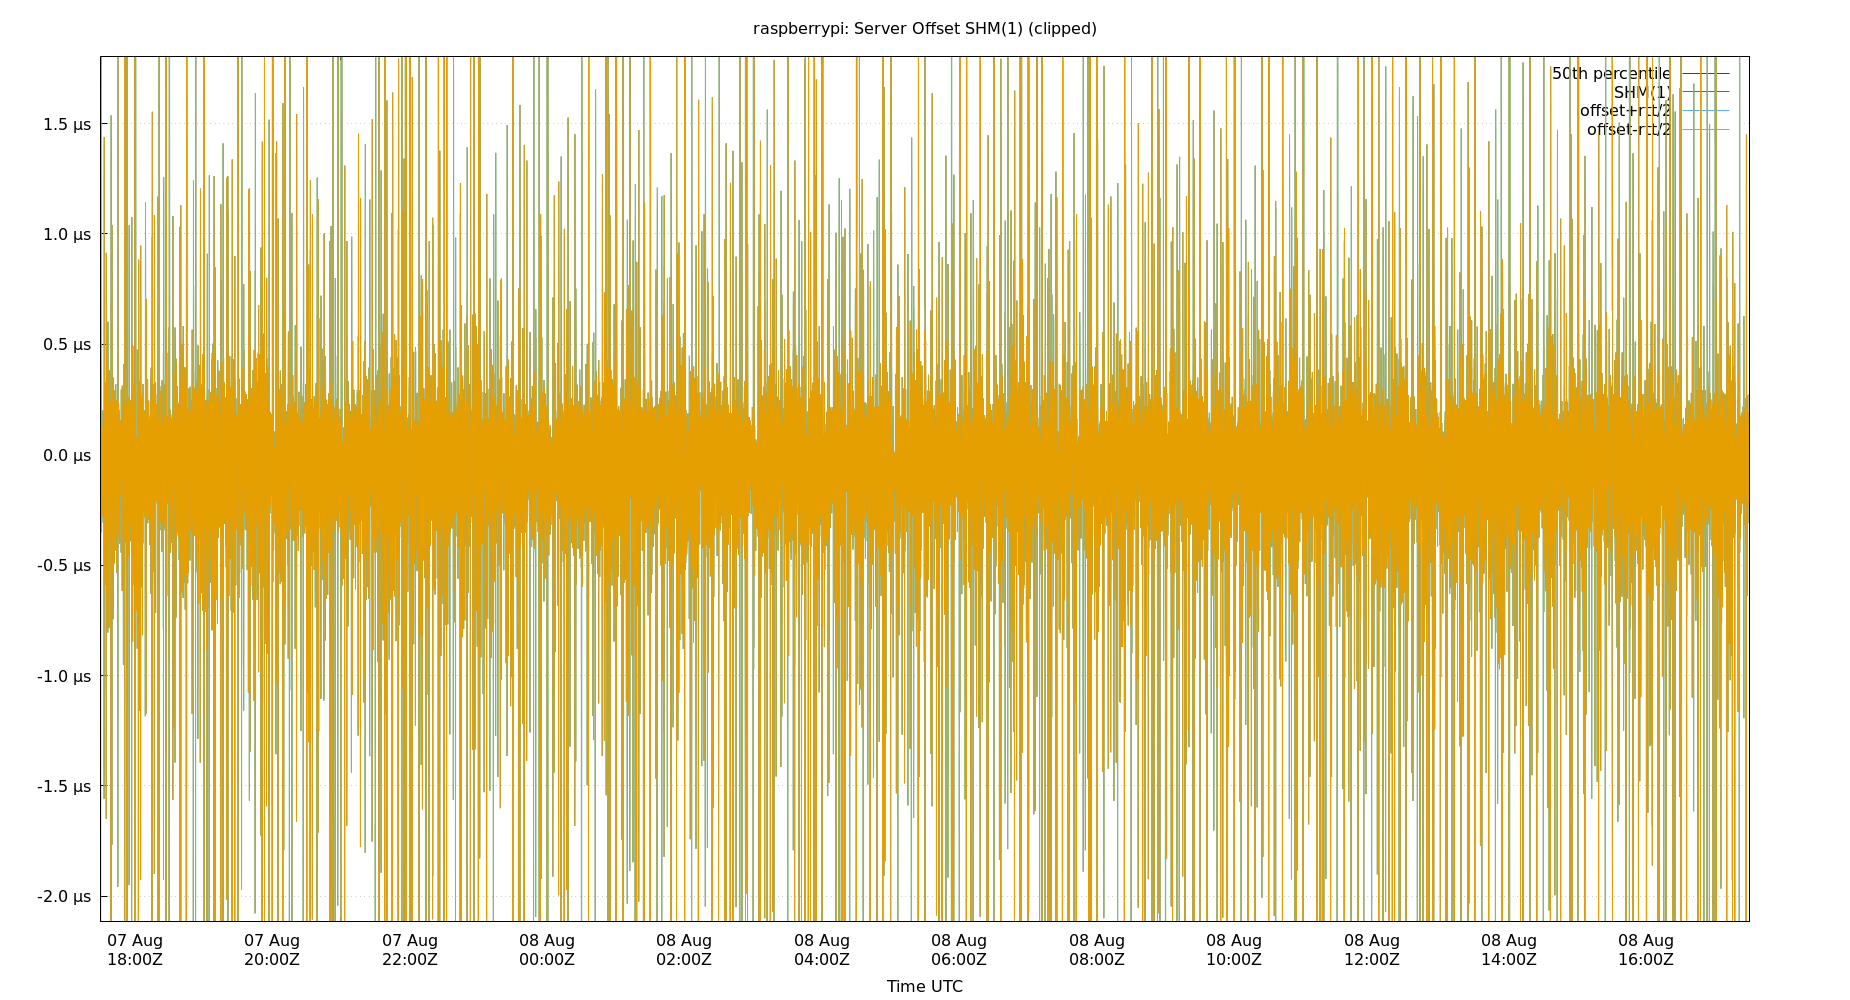 raspberrypi: Server Offset SHM(1) (clipped)
50th percentile
SHM(1)
offset+rtt/2
offset-rtt/2
1.5 µs
1.0 µs
0.5 µs
0.0 µs
-0.5 µs
-1.0 µs
-1.5 µs
-2.0 µs
07 Aug 07 Aug 07 Aug 08 Aug 08 Aug 08 Aug 08 Aug 08 Aug 08 Aug 08 Aug 08 Aug 08 Aug
18:00Z 20:00Z 22:00Z 00:00Z 02:00Z 04:00Z 06:00Z 08:00Z 10:00Z 12:00Z 14:00Z 16:00Z
Time UTC